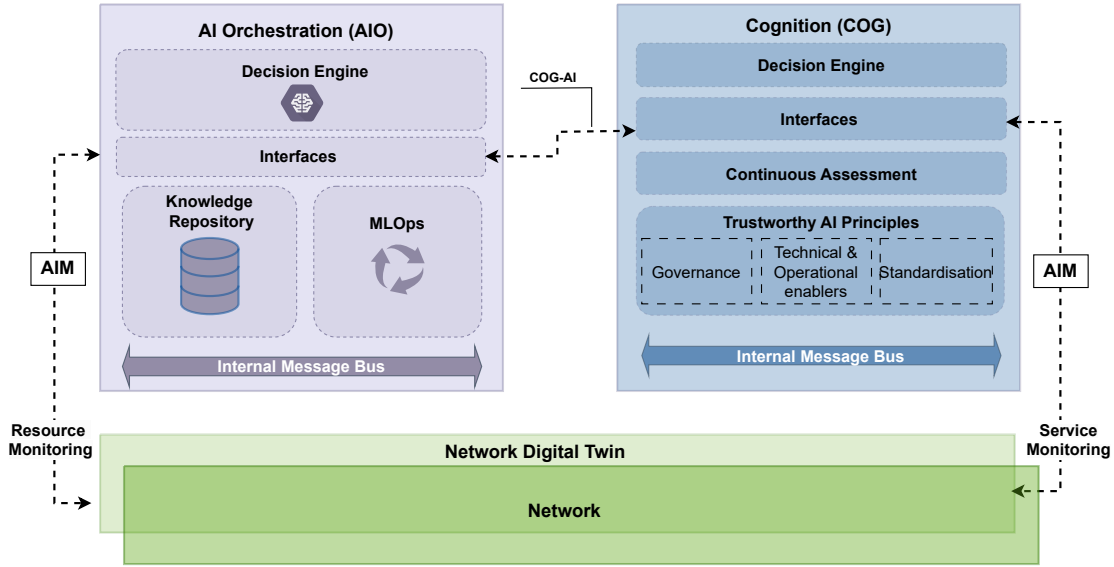 AI Orchestration (AIO)
Decision Engine
Interfaces
Knowledge
Repository
MLOps
Internal Message Bus
COG-AI
Cognition (COG)
Decision Engine
Interfaces
Continuous Assessment
Trustworthy AI Principles
Governance
Technical &
Operational
enablers
Standardisation
Internal Message Bus
AIM
AIM
Resource
Monitoring
Service
Monitoring
Network Digital Twin
Network